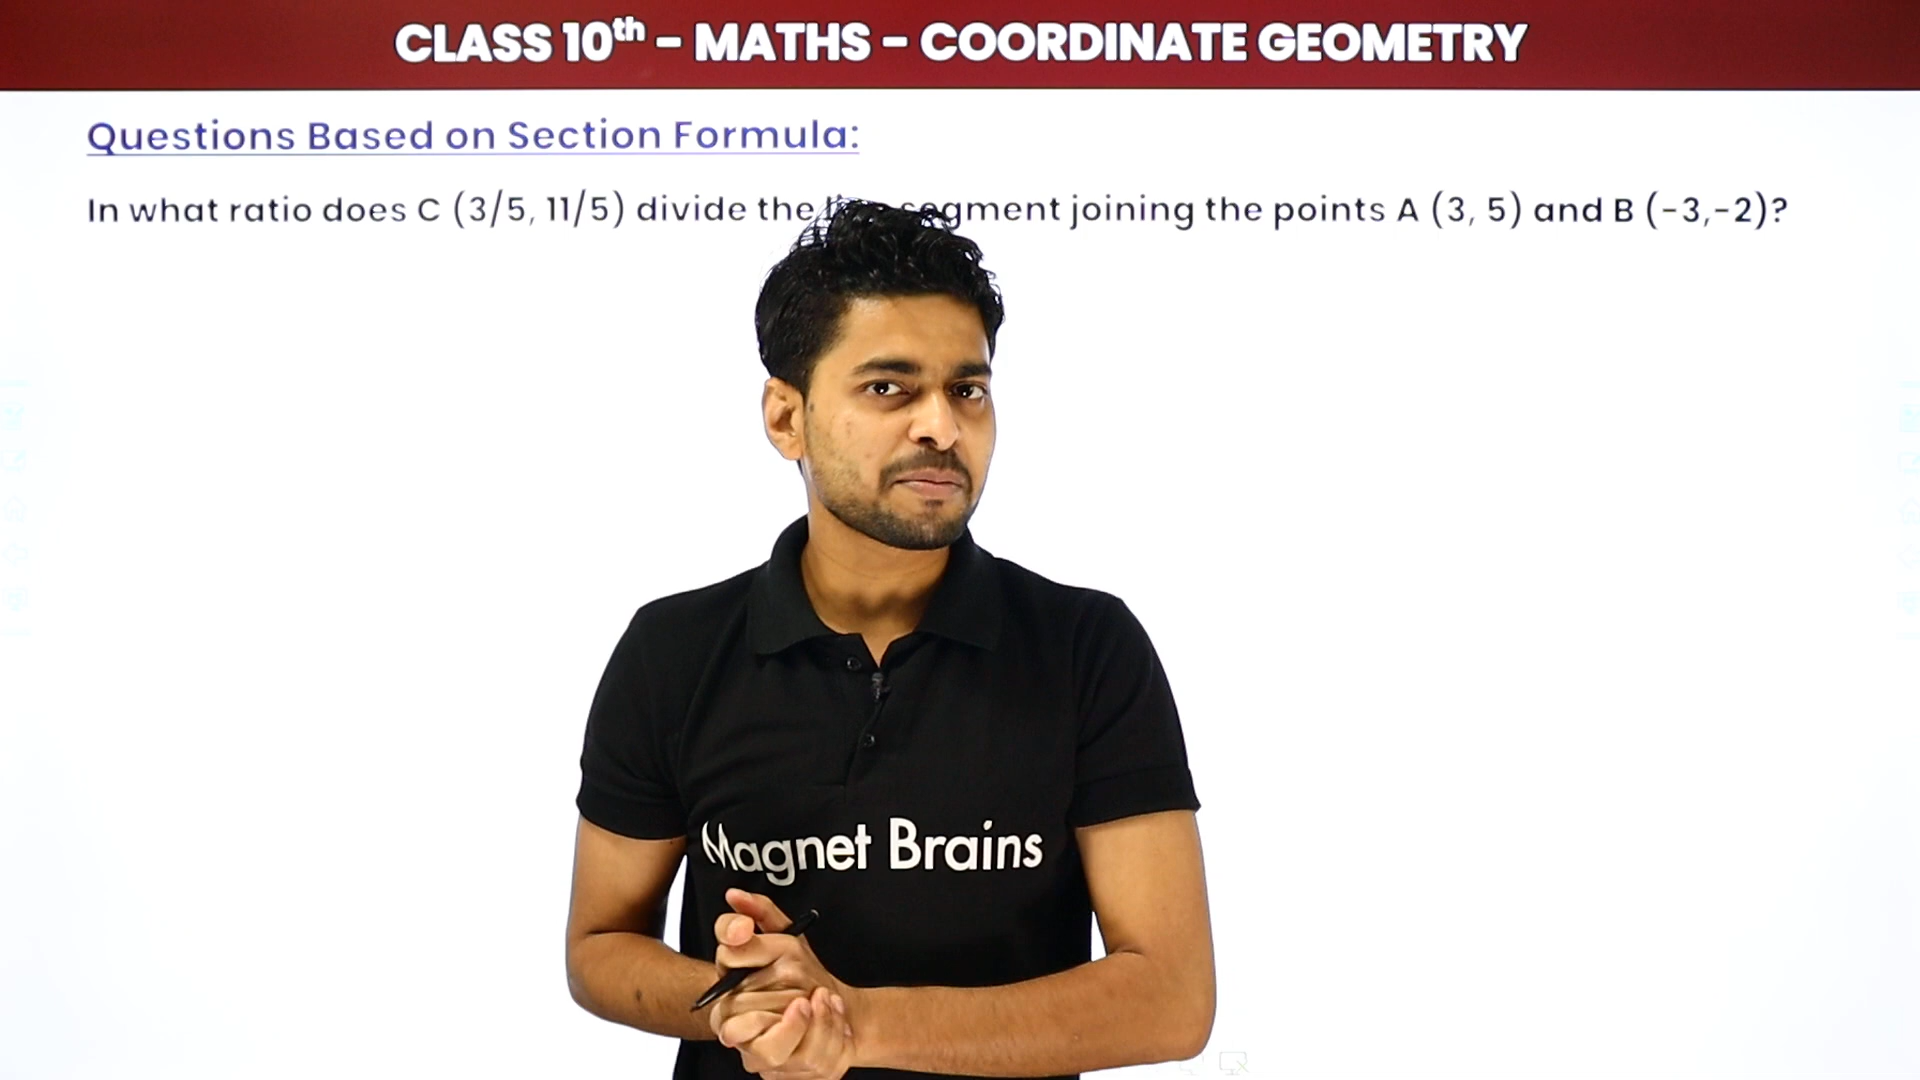 CLASS 10th - MATHS - COORDINATE GEOMETRY
Questions Based on Section Formula:
In what ratio does C (3/5, 11/5) divide the line segment joining the points A (3, 5) and B (-3,-2)?
Magnet Brains